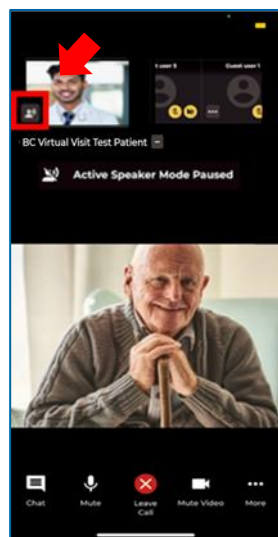 t user 5
Guest user 1
BC Virtual Visit Test Patient
Active Speaker Mode Paused
Chat
Mute
Leave
Call
Mute Video
More